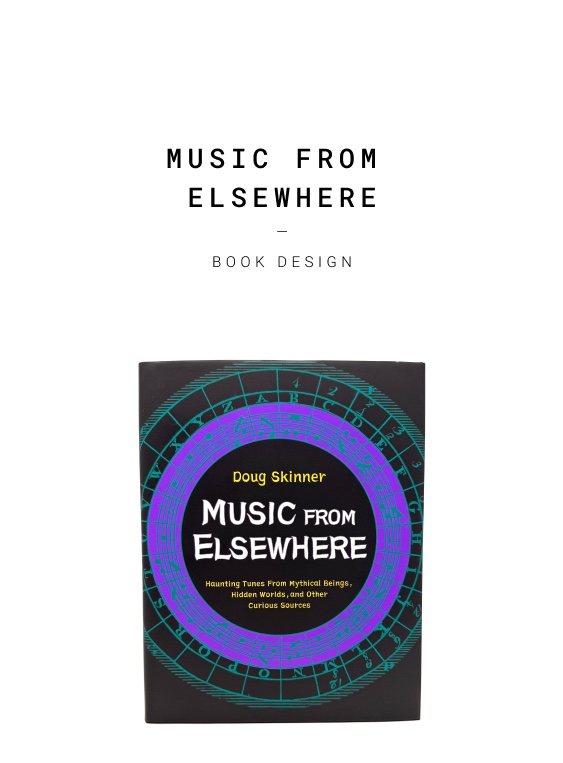 MUSIC FROM
ELSEWHERE
–
BOOK DESIGN
Doug Skinner
MUSIC FROM
ELSEWHERE
Haunting Tunes From Mythical Beings,
Hidden Worlds, and Other
Curious Sources